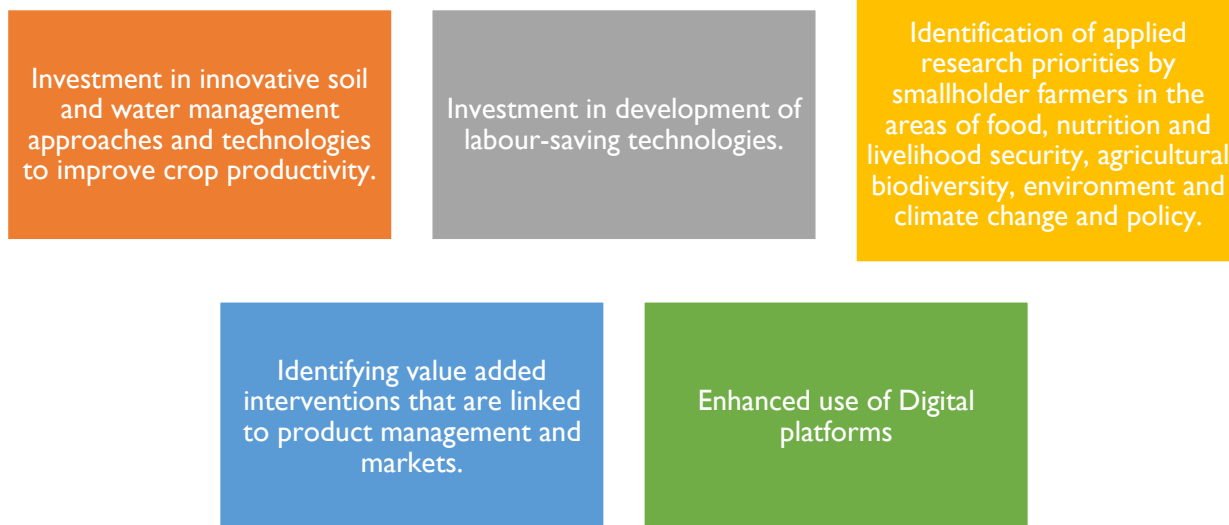 Investment in innovative soil
and water management
approaches and technologies
to improve crop productivity.
Investment in development of
labour-saving technologies.
Identification of applied
research priorities by
smallholder farmers in the
areas of food, nutrition and
livelihood security, agricultural
biodiversity, environment and
climate change and policy.
Identifying value added
interventions that are linked
to product management and
markets.
Enhanced use of Digital
platforms